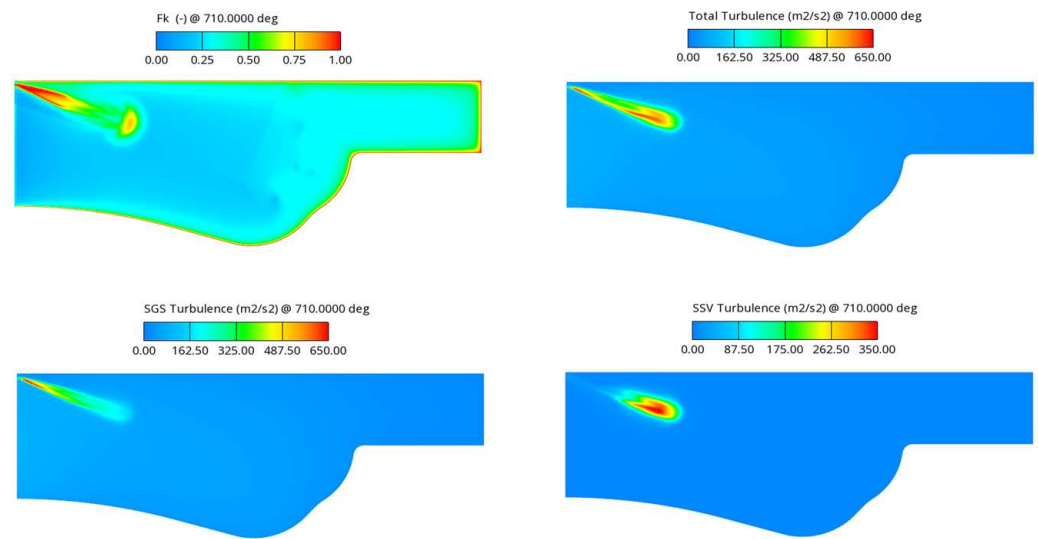 Fk (-) @ 710.0000 deg
0.00 0.25 0.50 0.75 1.00
Total Turbulence (m2/s2) @ 710.0000 deg
0.00 162.50 325.00 487.50 650.00
SGS Turbulence (m2/s2) @ 710.0000 deg
0.00 162.50 325.00 487.50 650.00
SSV Turbulence (m2/s2) @ 710.0000 deg
0.00 87.50 175.00 262.50 350.00